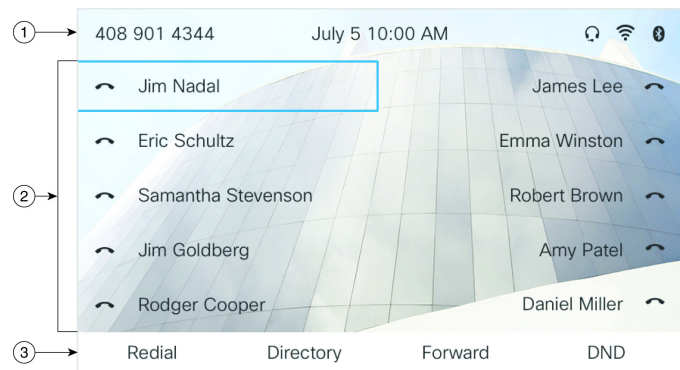 1 408 901 4344 July 5 10:00 AM
Jim Nadal James Lee
Eric Schultz Emma Winston
2 Samantha Stevenson Robert Brown
Jim Goldberg Amy Patel
Rodger Cooper Daniel Miller
3 Redial Directory Forward DND